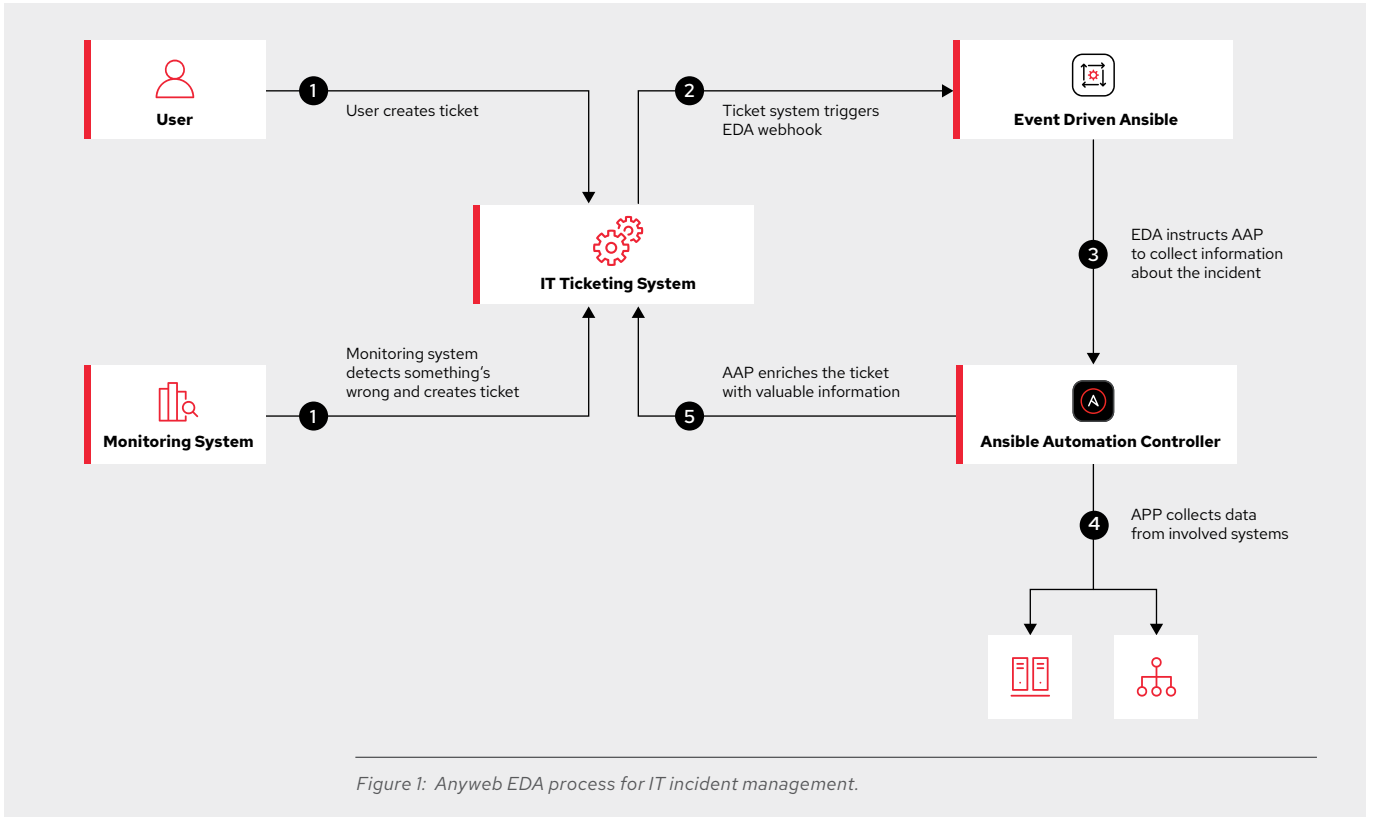 1
User creates ticket
User
2
Ticket system triggers
EDA webhook
Event Driven Ansible
IT Ticketing System
3
EDA instructs AAP
to collect information
about the incident
Monitoring system
detects something's
wrong and creates ticket
1
Monitoring System
AAP enriches the ticket
with valuable information
5
Ansible Automation Controller
4
APP collects data
from involved systems
Figure 1: Anyweb EDA process for IT incident management.